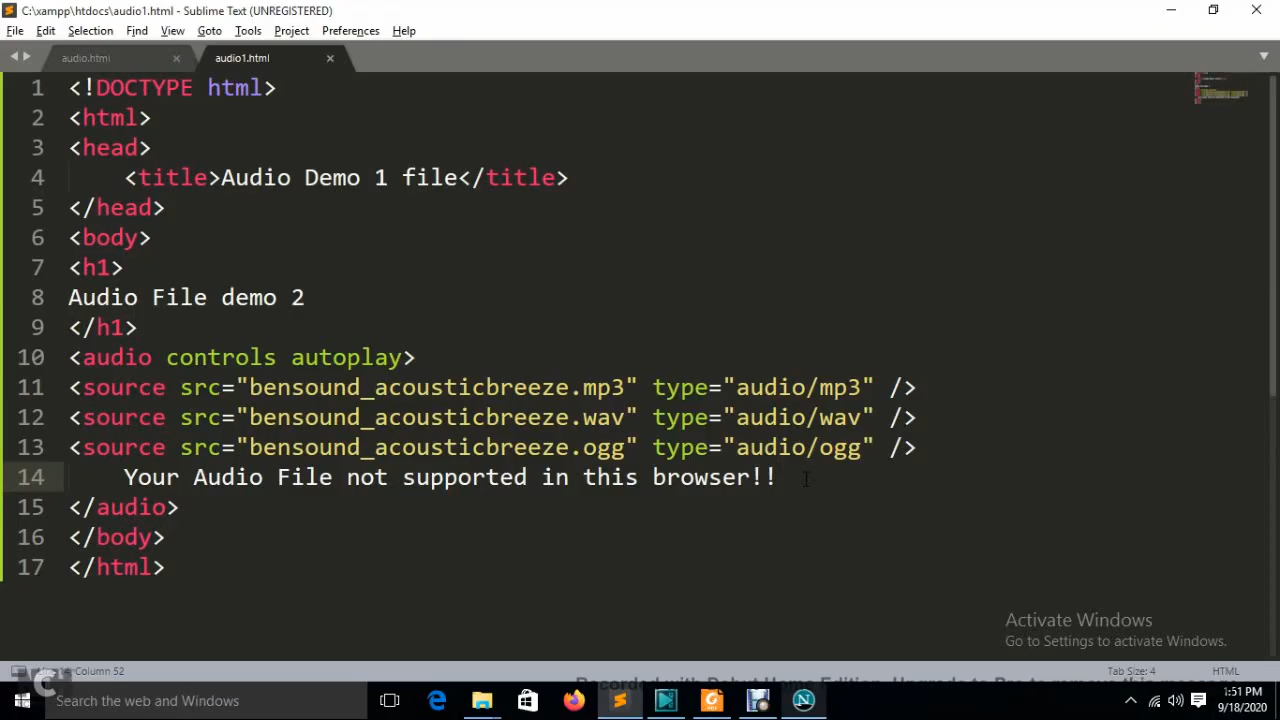 C:\xampp\htdocs\audio1.html - Sublime Text (UNREGISTERED)
File Edit Selection Find View Goto Tools Project Preferences Help
audio.html audio1.html
1 <!DOCTYPE html>
2 <html>
3 <head>
4 <title>Audio Demo 1 file</title>
5 </head>
6 <body>
7 <h1>
8 Audio File demo 2
9 </h1>
10 <audio controls autoplay>
11 <source src="bensound_acousticbreeze.mp3" type="audio/mp3" />
12 <source src="bensound_acousticbreeze.wav" type="audio/wav" />
13 <source src="bensound_acousticbreeze.ogg" type="audio/ogg" />
14 Your Audio File not supported in this browser!!
15 </audio>
16 </body>
17 </html>
Activate Windows
Go to Settings to activate Windows.
Column 52 Tab Size: 4 HTML
Search the web and Windows
1:51 PM
9/18/2020